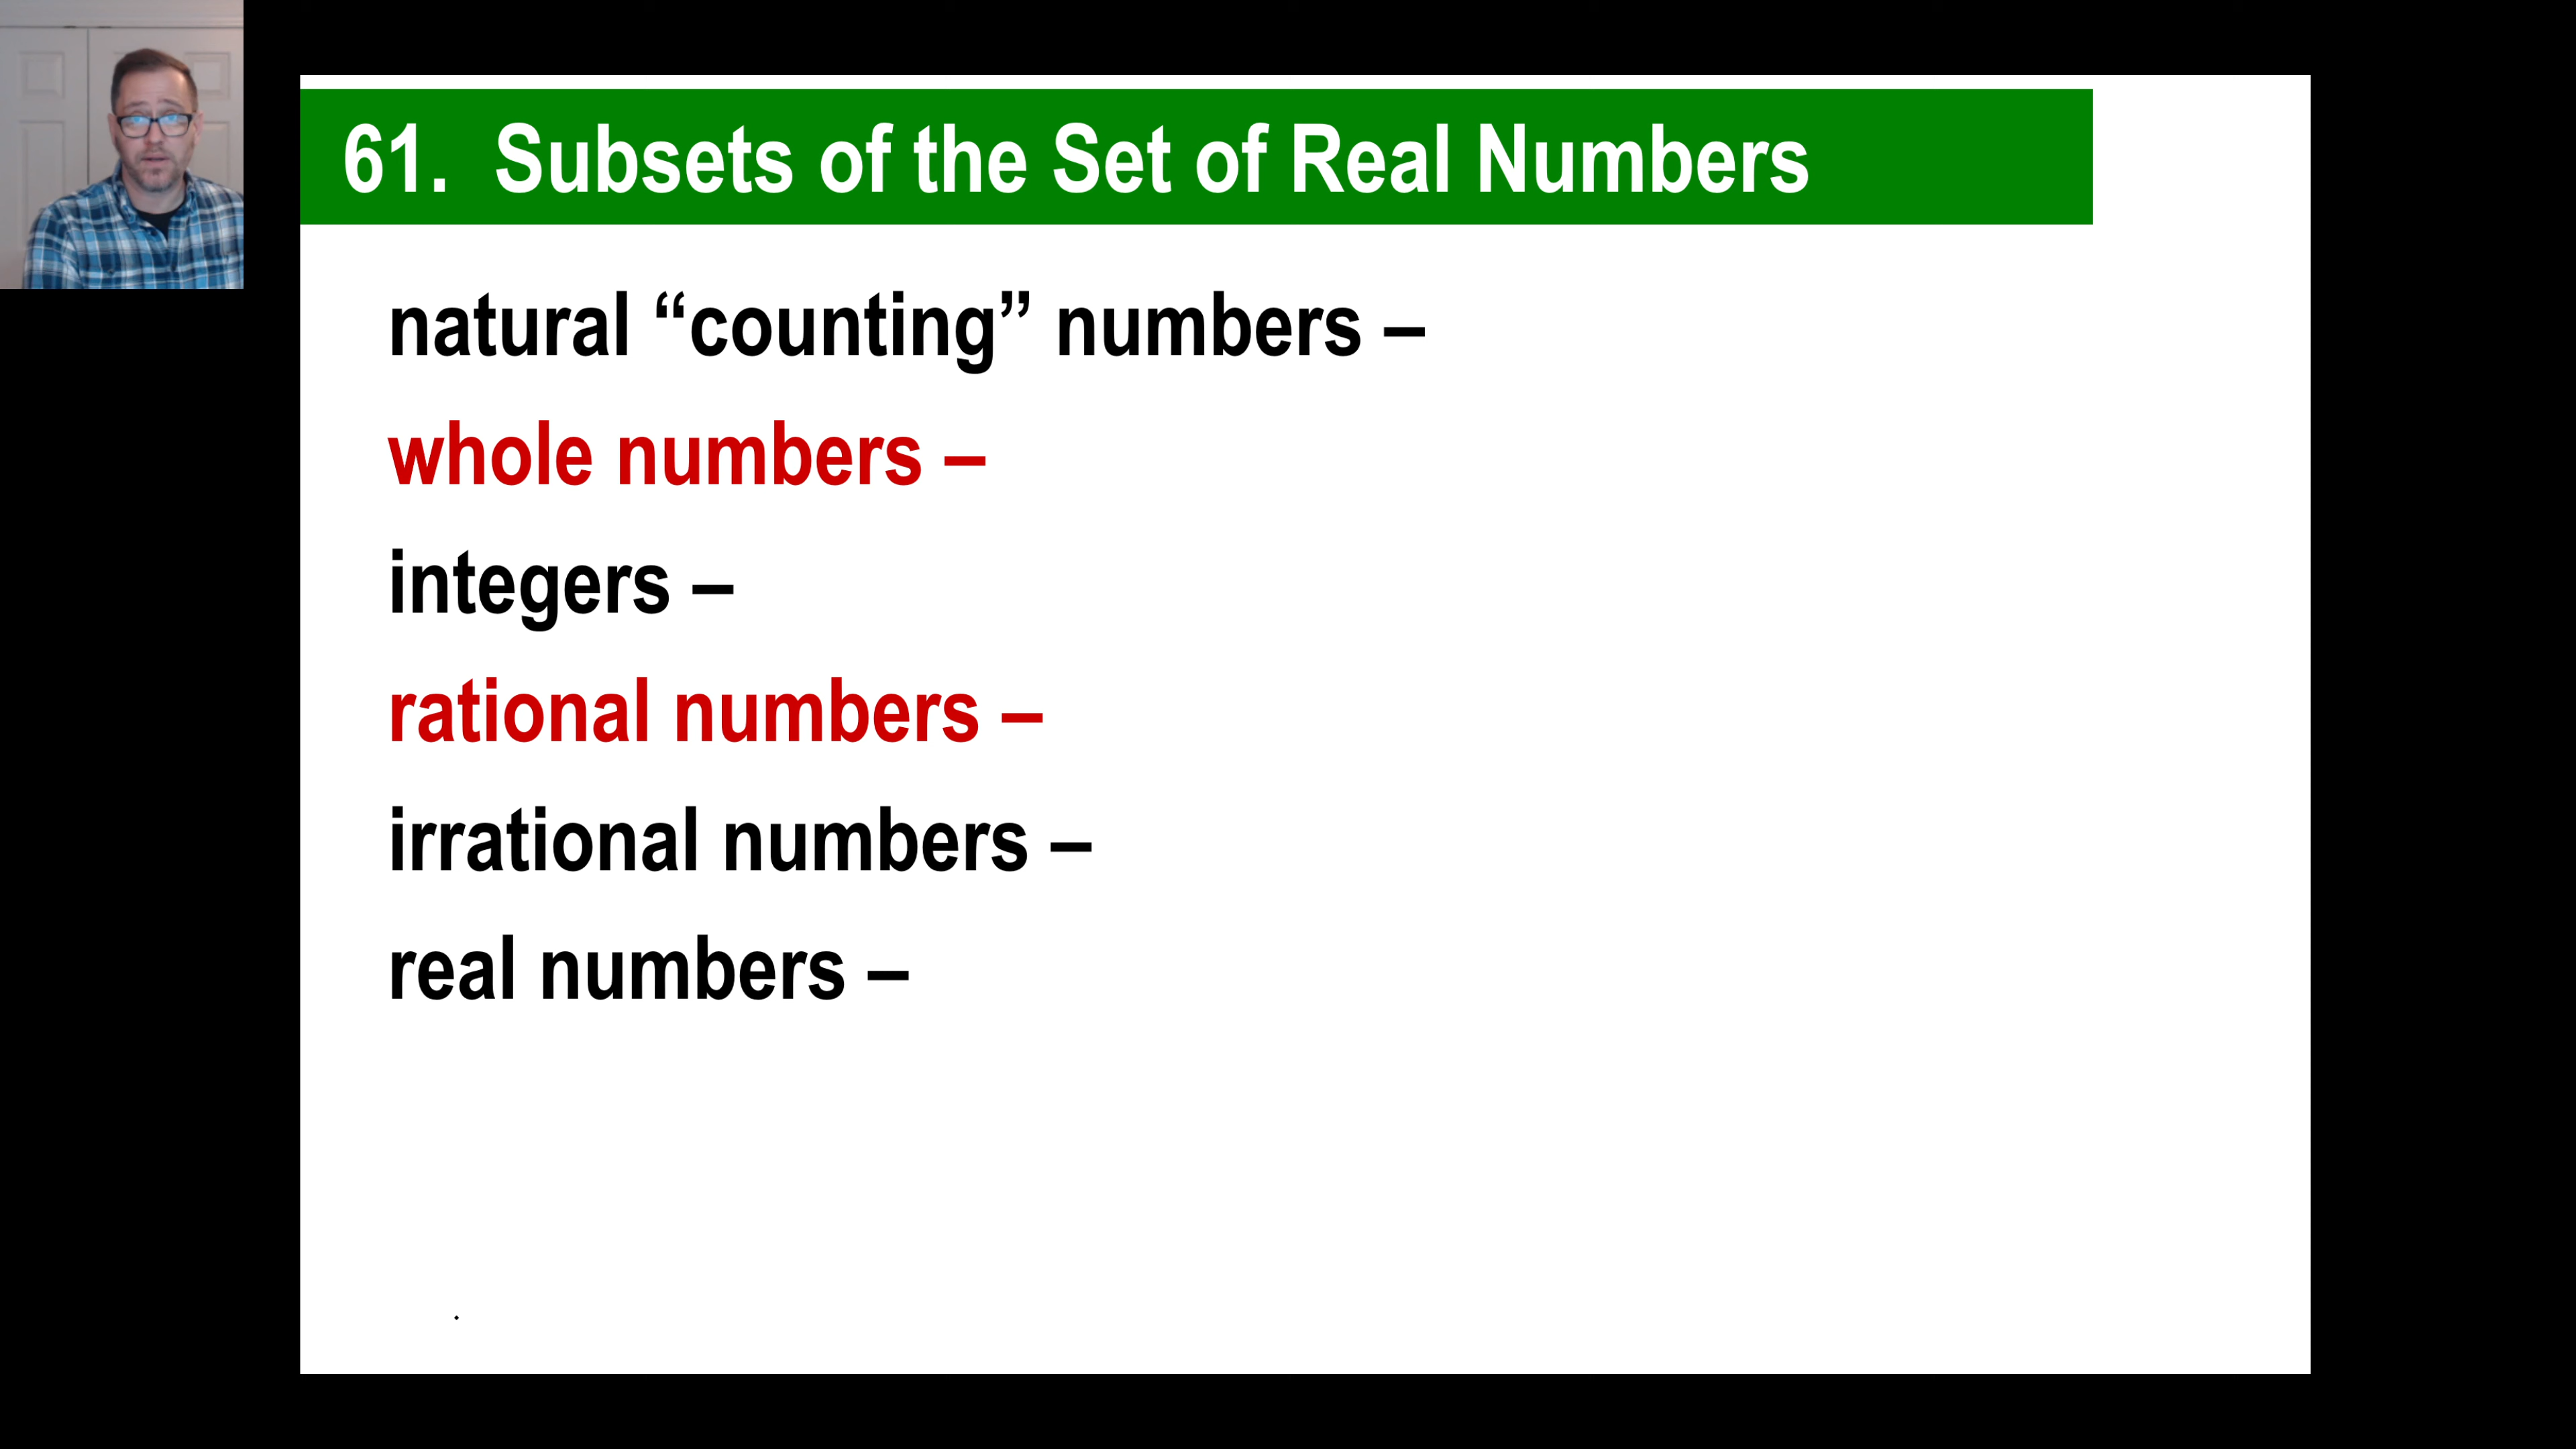 61. Subsets of the Set of Real Numbers
natural “counting” numbers –
whole numbers –
integers –
rational numbers –
irrational numbers –
real numbers –